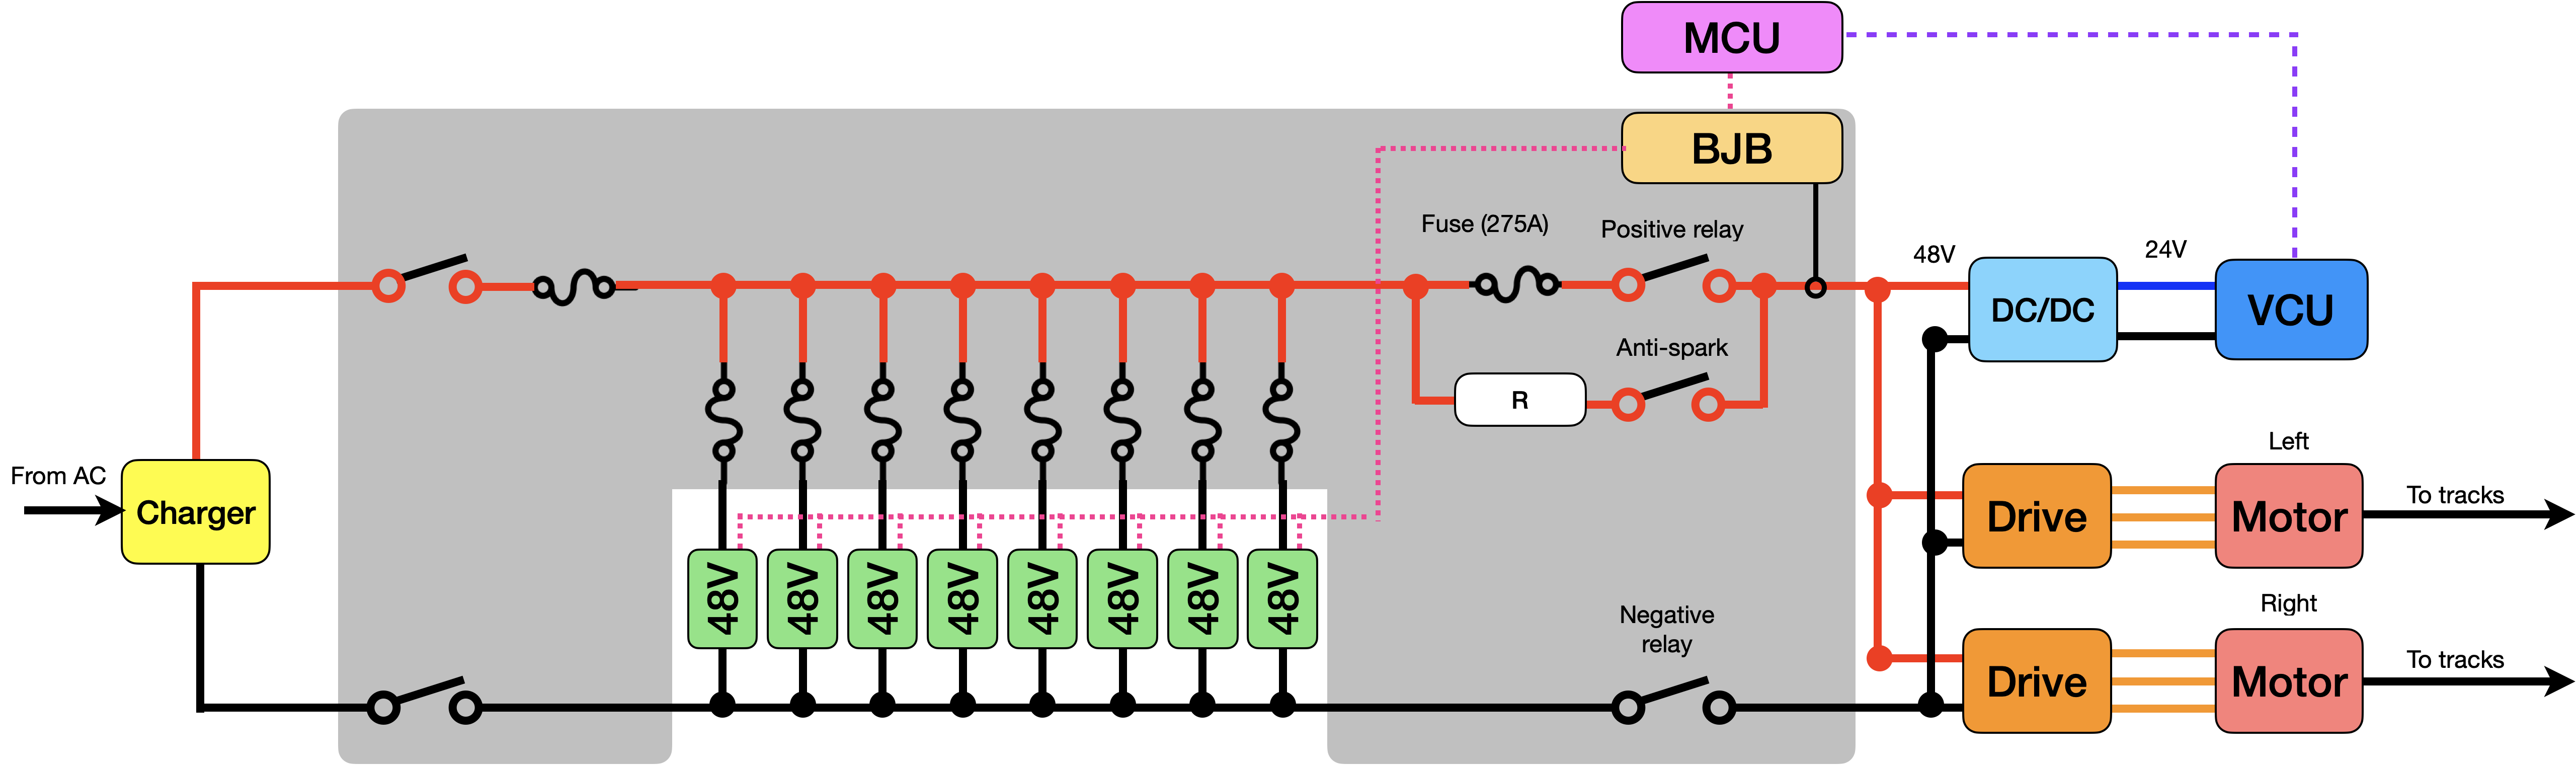 MCU
BJB
Fuse (275A)
Positive relay
48V
24V
DC/DC
VCU
Anti-spark
R
From AC
Charger
Left
Drive
Motor
To tracks
48V
48V
48V
48V
48V
48V
48V
48V
Negative
relay
Right
Drive
Motor
To tracks